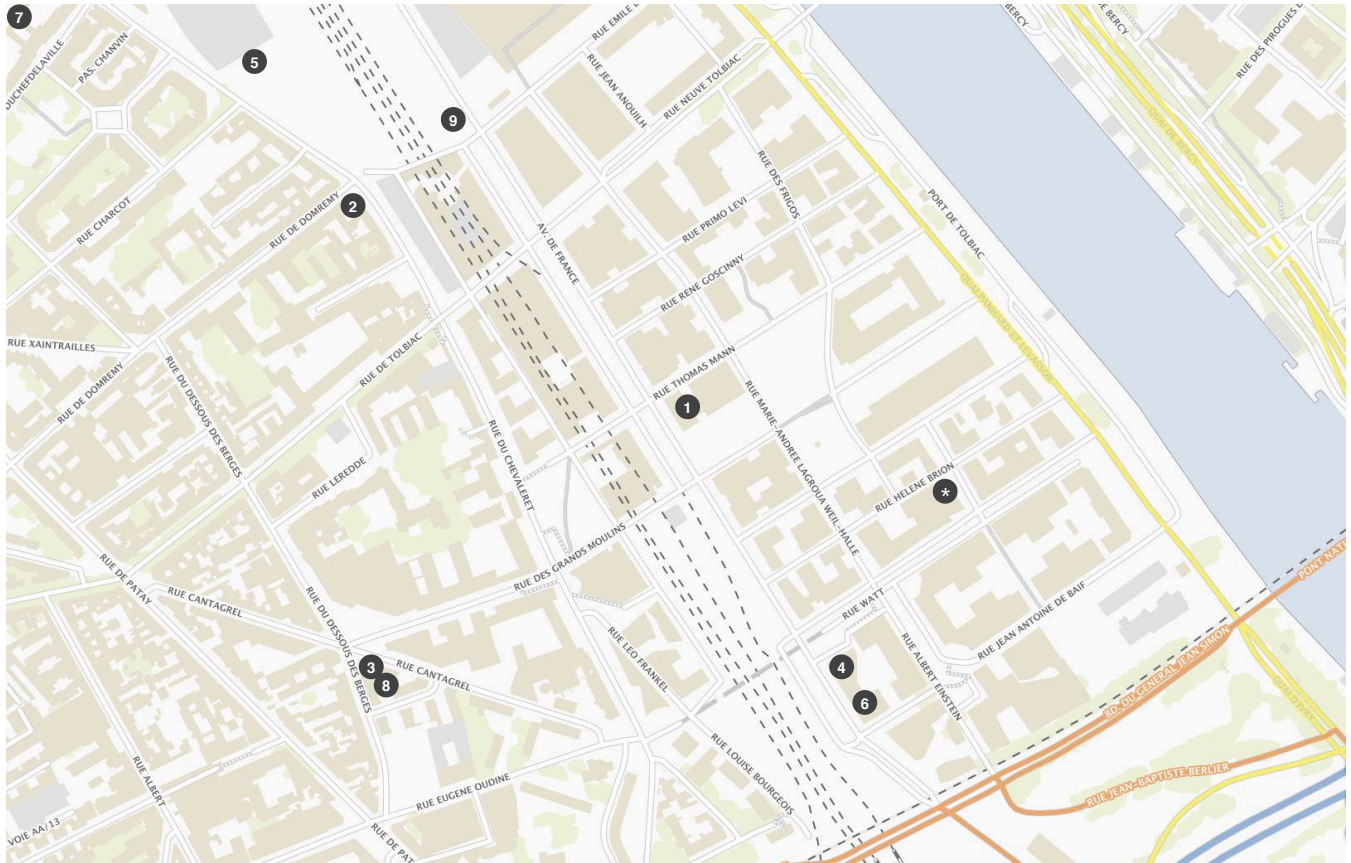 7
PAS. CHANVIN
5
RUE JEAN ANOUILH
RUE NEUVE TOLBIAC
DE BERCY
RUE DES PIROGUES
QUAI DE BERCY
9
RUE CHARCOT
RUE DE DOMREMY
2
RUE DES FRIGOS
RUE PRIMO LEVI
PORT DE TOLBIAC
AV. DE FRANCE
RUE RENE GOSCINNY
QUAI PANHARD ET LEVASSOR
RUE XAINTRAILLES
RUE DE DOMREMY
RUE DU DESSOUS DES BERGES
RUE DE TOLBIAC
RUE THOMAS MANN
1
RUE MARIE-ANDREE LAGROUA WEIL-HALLE
RUE DU CHEVALERET
RUE LEREDDE
RUE HELENE BRION
*
RUE DES GRANDS MOULINS
RUE DE PATAY
RUE CANTAGREL
RUE DU DESSOUS DES BERGES
RUE WATT
RUE JEAN ANTOINE DE BAIF
RUE LEO FRANKEL
3
RUE CANTAGREL
8
4
6
RUE ALBERT EINSTEIN
BD. DU GENERAL JEAN SIMON
QUAI D'IVRY
RUE LOUISE BOURGEOIS
RUE JEAN-BAPTISTE BERLIER
RUE ALBERT
RUE EUGENE OUDINE
VOIE AA/13
RUE DE PAT